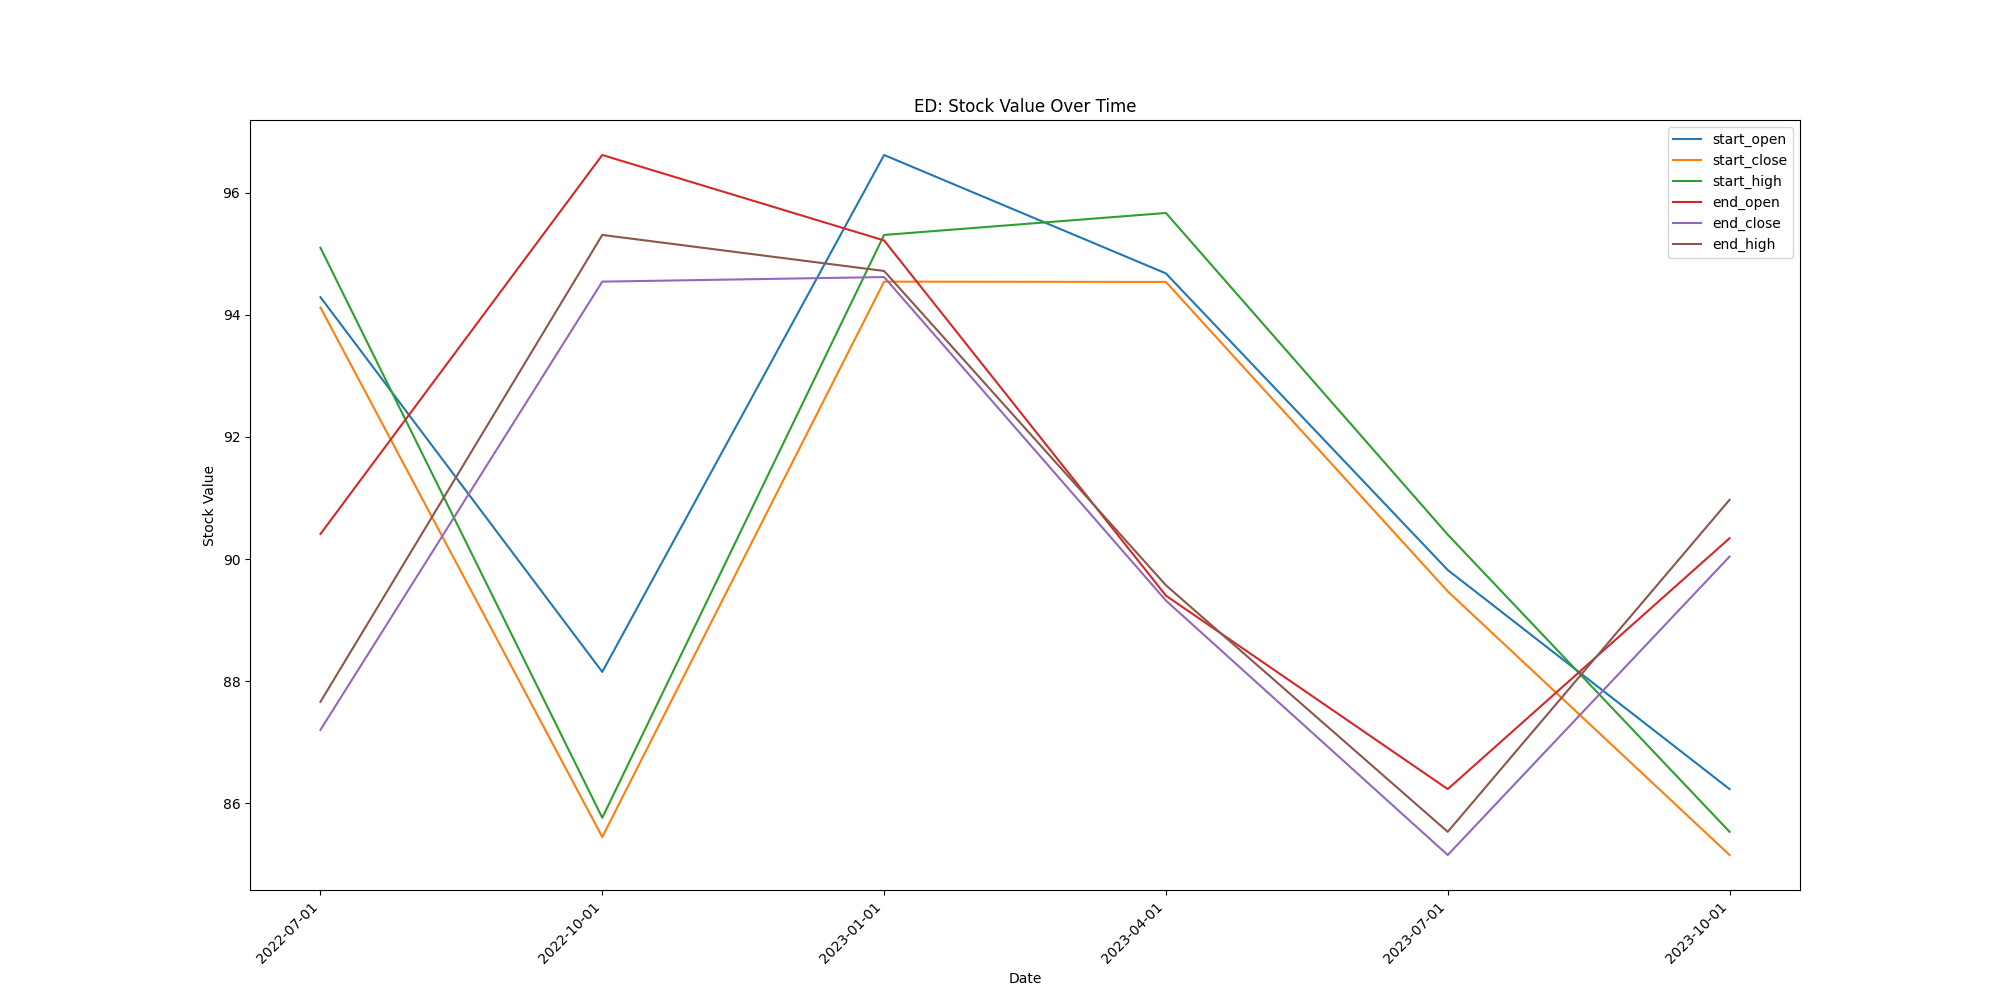 ED: Stock Value Over Time
start_open
start_close
start_high
end_open
end_close
end_high
Stock Value
96
94
92
90
88
86
2022-07-01
2022-10-01
2023-01-01
2023-04-01
2023-07-01
2023-10-01
Date